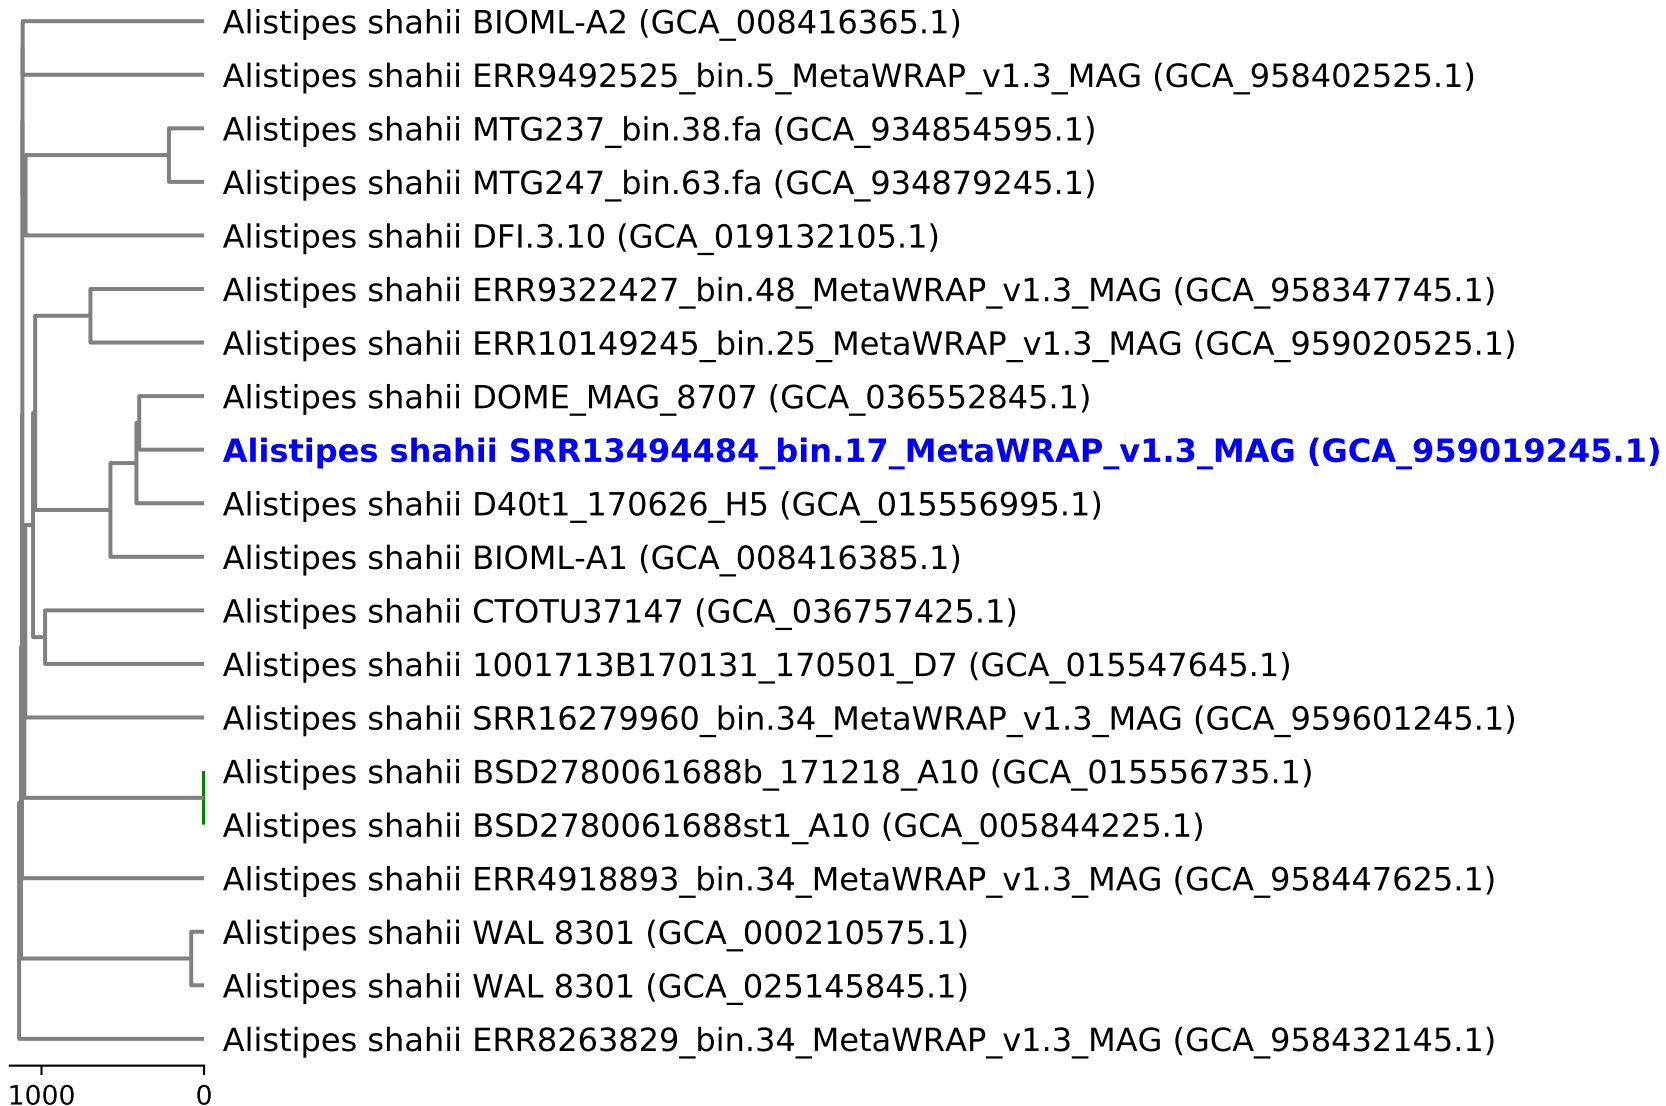 Alistipes shahii BIOML-A2 (GCA_008416365.1)
Alistipes shahii ERR9492525_bin.5_MetaWRAP_v1.3_MAG (GCA_958402525.1)
Alistipes shahii MTG237_bin.38.fa (GCA_934854595.1)
Alistipes shahii MTG247_bin.63.fa (GCA_934879245.1)
Alistipes shahii DFI.3.10 (GCA_019132105.1)
Alistipes shahii ERR9322427_bin.48_MetaWRAP_v1.3_MAG (GCA_958347745.1)
Alistipes shahii ERR10149245_bin.25_MetaWRAP_v1.3_MAG (GCA_959020525.1)
Alistipes shahii DOME_MAG_8707 (GCA_036552845.1)
Alistipes shahii SRR13494484_bin.17_MetaWRAP_v1.3_MAG (GCA_959019245.1)
Alistipes shahii D40t1_170626_H5 (GCA_015556995.1)
Alistipes shahii BIOML-A1 (GCA_008416385.1)
Alistipes shahii CTOTU37147 (GCA_036757425.1)
Alistipes shahii 1001713B170131_170501_D7 (GCA_015547645.1)
Alistipes shahii SRR16279960_bin.34_MetaWRAP_v1.3_MAG (GCA_959601245.1)
Alistipes shahii BSD2780061688b_171218_A10 (GCA_015556735.1)
Alistipes shahii BSD2780061688st1_A10 (GCA_005844225.1)
Alistipes shahii ERR4918893_bin.34_MetaWRAP_v1.3_MAG (GCA_958447625.1)
Alistipes shahii WAL 8301 (GCA_000210575.1)
Alistipes shahii WAL 8301 (GCA_025145845.1)
Alistipes shahii ERR8263829_bin.34_MetaWRAP_v1.3_MAG (GCA_958432145.1)
1000 0